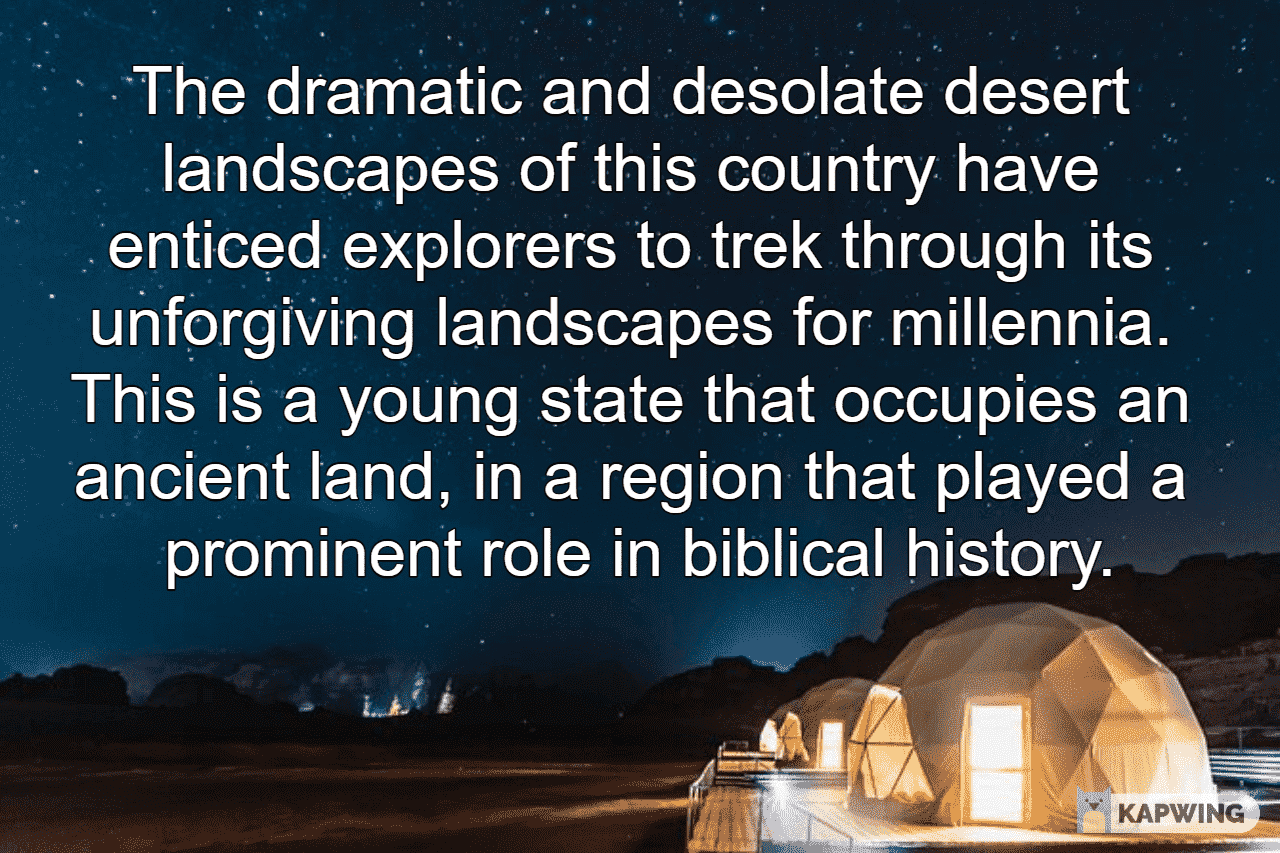 The dramatic and desolate desert
landscapes of this country have
enticed explorers to trek through its
unforgiving landscapes for millennia.
This is a young state that occupies an
ancient land, in a region that played a
prominent role in biblical history.
KAPWING